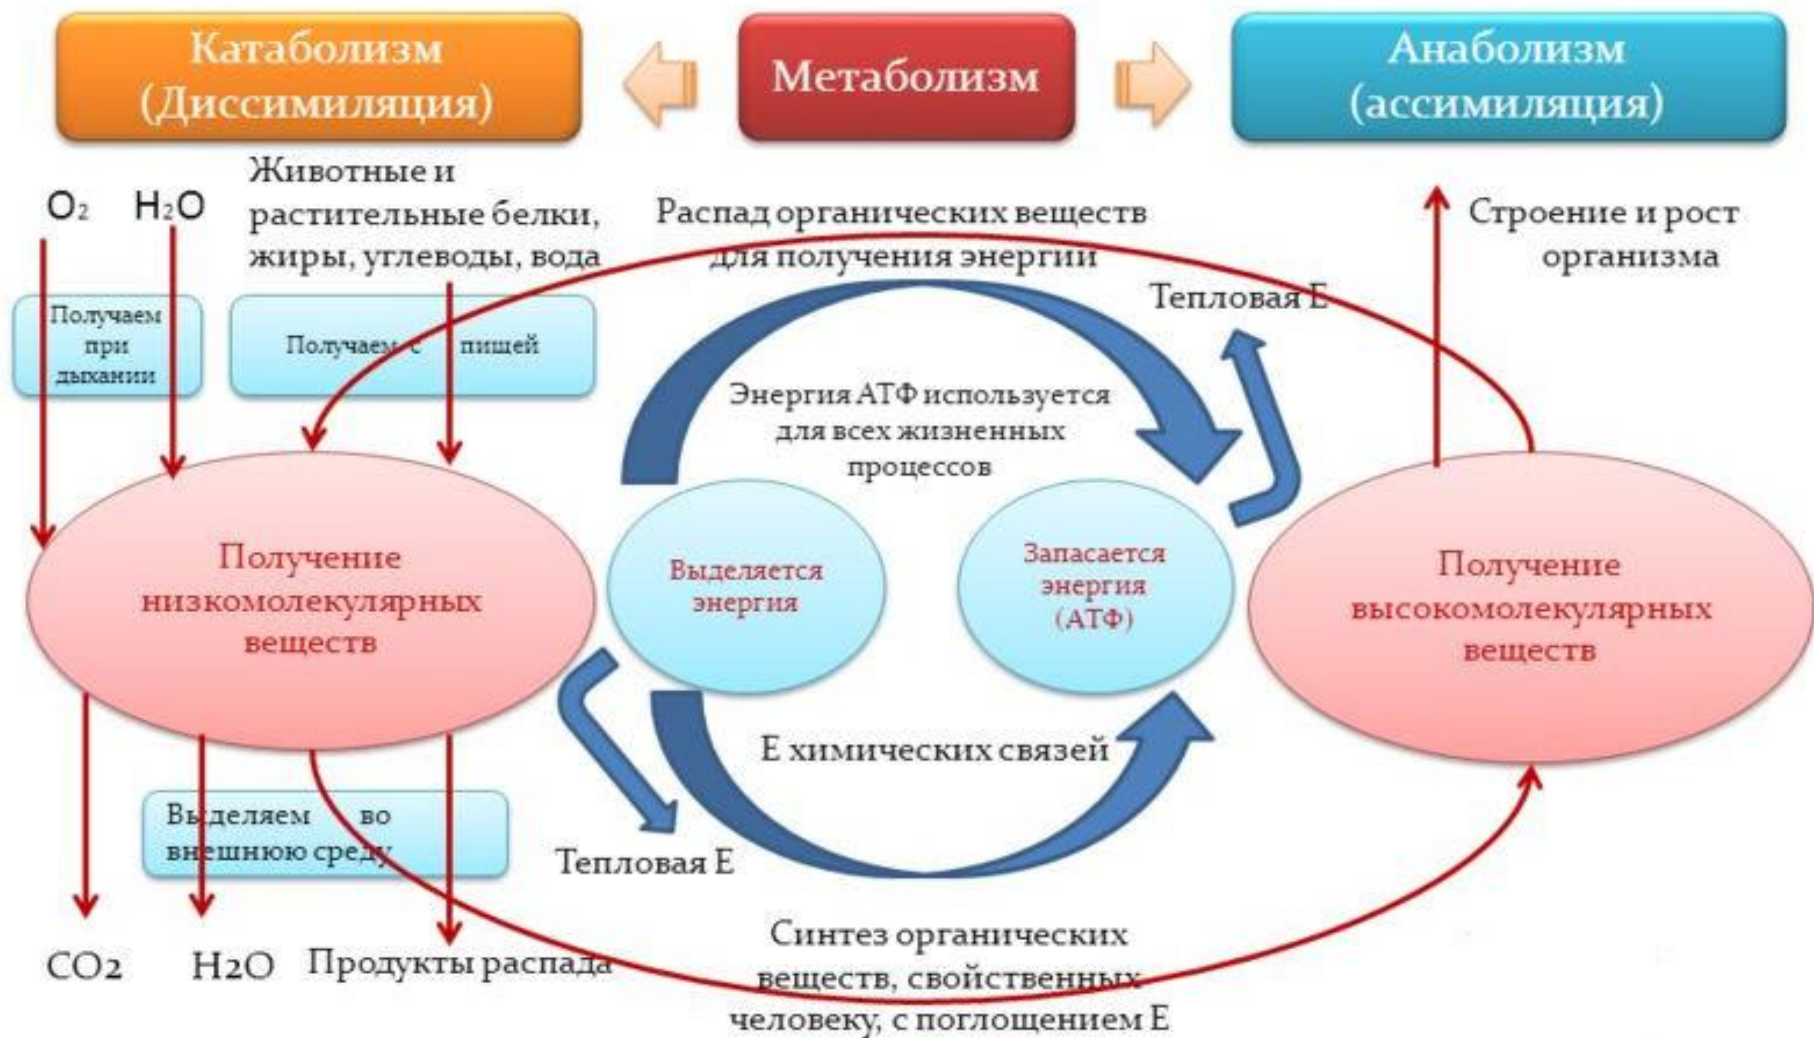 Катаболизм
(Диссимиляция)
Метаболизм
Анаболизм
(ассимиляция)
O₂
H₂O
Животные и
растительные белки,
жиры, углеводы, вода
Распад органических веществ
для получения энергии
Строение и рост
организма
Получаем
при
дыхании
Получаем с пищей
Тепловая Е
Энергия АТФ используется
для всех жизненных
процессов
Получение
низкомолекулярных
веществ
Выделяется
энергия
Запасается
энергия
(АТФ)
Получение
высокомолекулярных
веществ
Е химических связей
Выделяем во
внешнюю среду
Тепловая Е
CO2
H2O
Продукты распада
Синтез органических
веществ, свойственных
человеку, с поглощением Е